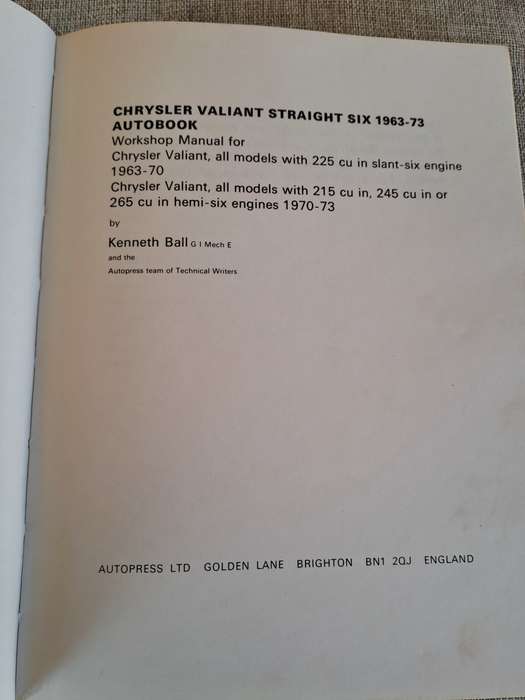 CHRYSLER VALIANT STRAIGHT SIX 1963-73
AUTOBOOK
Workshop Manual for
Chrysler Valiant, all models with 225 cu in slant-six engine
1963-70
Chrysler Valiant, all models with 215 cu in, 245 cu in or
265 cu in hemi-six engines 1970-73
by
Kenneth Ball G I Mech E
and the
Autopress team of Technical Writers
AUTOPRESS LTD GOLDEN LANE BRIGHTON BN1 2QJ ENGLAND